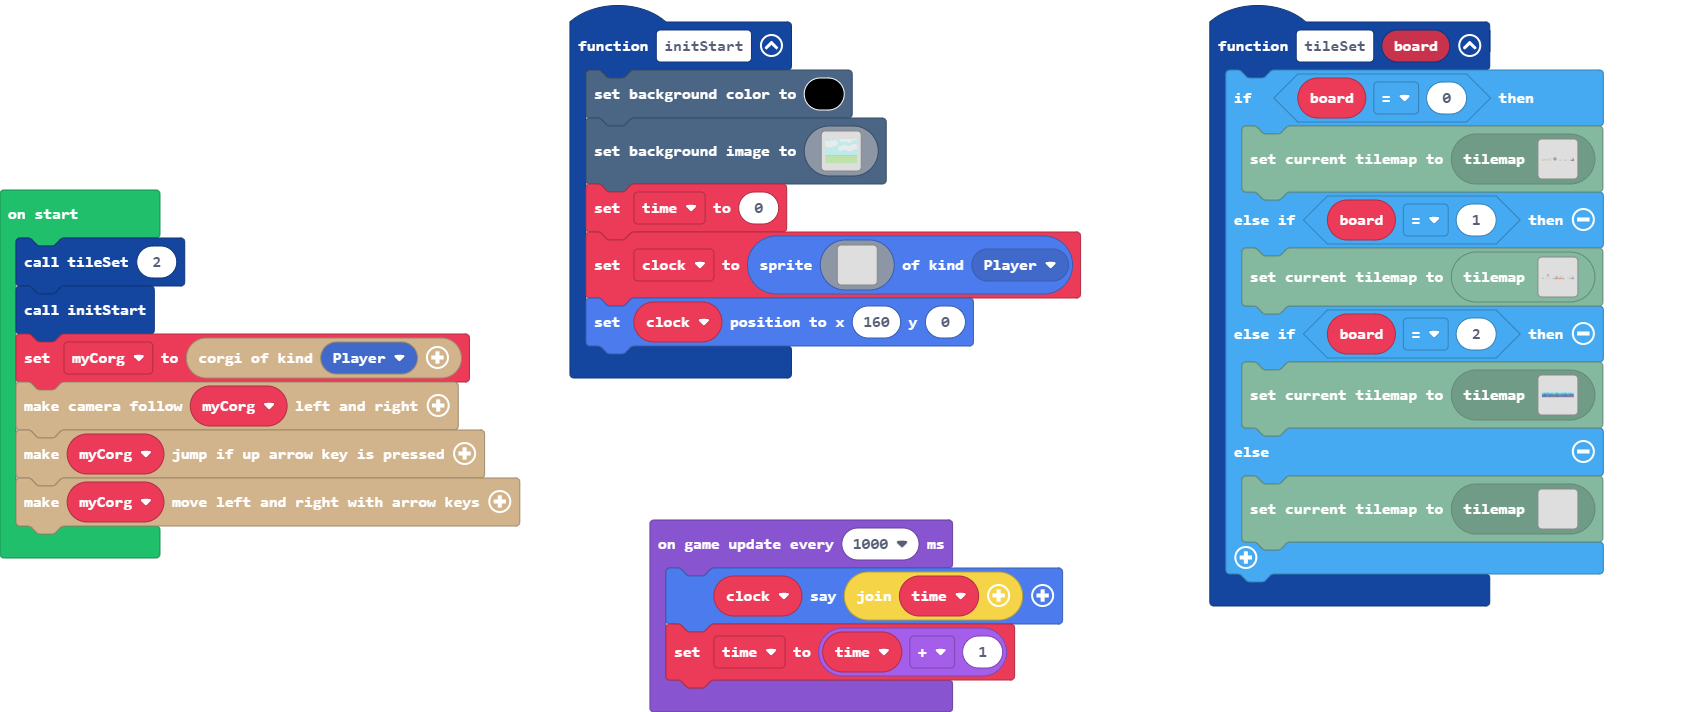 on start
call tileSet 2
call initStart
set myCorg to corgi of kind Player
make camera follow myCorg left and right
make myCorg jump if up arrow key is pressed
make myCorg move left and right with arrow keys
function initStart
set background color to
set background image to
set time to 0
set clock to sprite of kind Player
set clock position to x 160 y 0
on game update every 1000 ms
clock say join time
set time to time + 1
function tileSet board
if board = 0 then
set current tilemap to tilemap
else if board = 1 then
set current tilemap to tilemap
else if board = 2 then
set current tilemap to tilemap
else
set current tilemap to tilemap